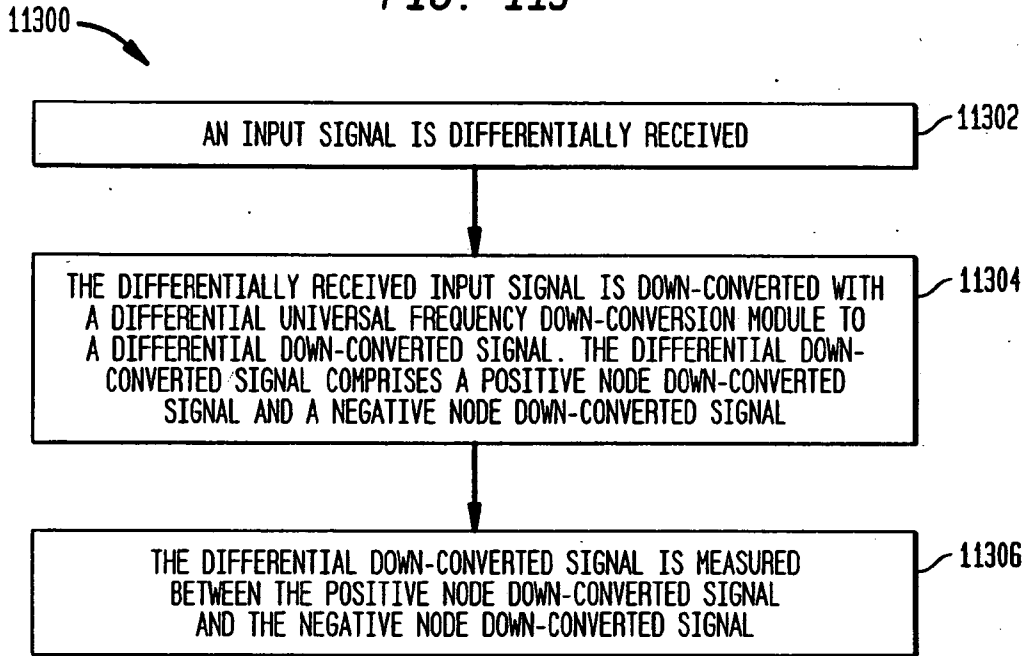 FIG. 113
11300
AN INPUT SIGNAL IS DIFFERENTIALLY RECEIVED
11302
THE DIFFERENTIALLY RECEIVED INPUT SIGNAL IS DOWN-CONVERTED WITH
A DIFFERENTIAL UNIVERSAL FREQUENCY DOWN-CONVERSION MODULE TO
A DIFFERENTIAL DOWN-CONVERTED SIGNAL. THE DIFFERENTIAL DOWN-
CONVERTED SIGNAL COMPRISES A POSITIVE NODE DOWN-CONVERTED
SIGNAL AND A NEGATIVE NODE DOWN-CONVERTED SIGNAL
11304
THE DIFFERENTIAL DOWN-CONVERTED SIGNAL IS MEASURED
BETWEEN THE POSITIVE NODE DOWN-CONVERTED SIGNAL
AND THE NEGATIVE NODE DOWN-CONVERTED SIGNAL
11306